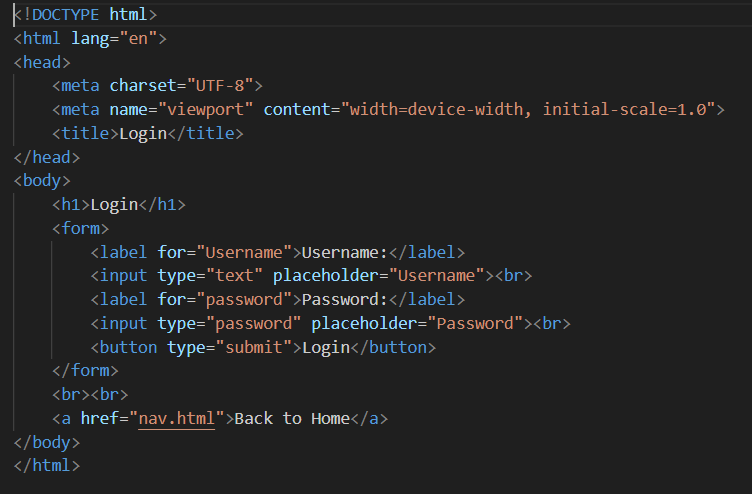 <!DOCTYPE html>
<html lang="en">
<head>
    <meta charset="UTF-8">
    <meta name="viewport" content="width=device-width, initial-scale=1.0">
    <title>Login</title>
</head>
<body>
    <h1>Login</h1>
    <form>
        <label for="Username">Username:</label>
        <input type="text" placeholder="Username"><br>
        <label for="password">Password:</label>
        <input type="password" placeholder="Password"><br>
        <button type="submit">Login</button>
    </form>
    <br><br>
    <a href="nav.html">Back to Home</a>
</body>
</html>